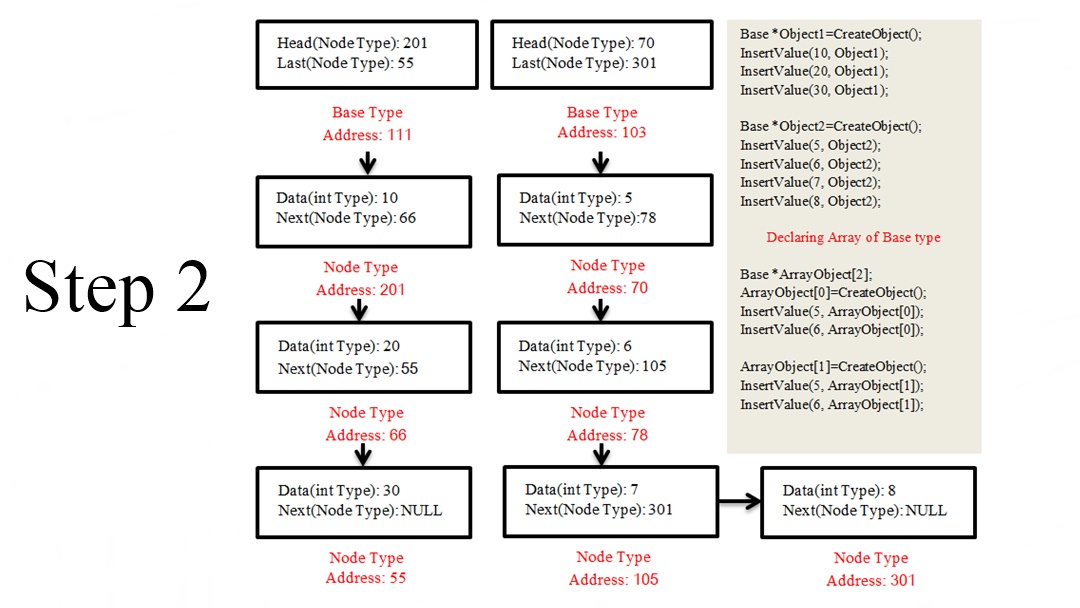 Step 2
Head(Node Type): 201
Last(Node Type): 55
Base Type
Address: 111
Data(int Type): 10
Next(Node Type): 66
Node Type
Address: 201
Data(int Type): 20
Next(Node Type): 55
Node Type
Address: 66
Data(int Type): 30
Next(Node Type): NULL
Node Type
Address: 55
Head(Node Type): 70
Last(Node Type): 301
Base Type
Address: 103
Data(int Type): 5
Next(Node Type):78
Node Type
Address: 70
Data(int Type): 6
Next(Node Type): 105
Node Type
Address: 78
Data(int Type): 7
Next(Node Type): 301
Node Type
Address: 105
Data(int Type): 8
Next(Node Type): NULL
Node Type
Address: 301
Base *Object1=CreateObject();
InsertValue(10, Object1);
InsertValue(20, Object1);
InsertValue(30, Object1);
Base *Object2=CreateObject();
InsertValue(5, Object2);
InsertValue(6, Object2);
InsertValue(7, Object2);
InsertValue(8, Object2);
Declaring Array of Base type
Base *ArrayObject[2];
ArrayObject[0]=CreateObject();
InsertValue(5, ArrayObject[0]);
InsertValue(6, ArrayObject[0]);
ArrayObject[1]=CreateObject();
InsertValue(5, ArrayObject[1]);
InsertValue(6, ArrayObject[1]);